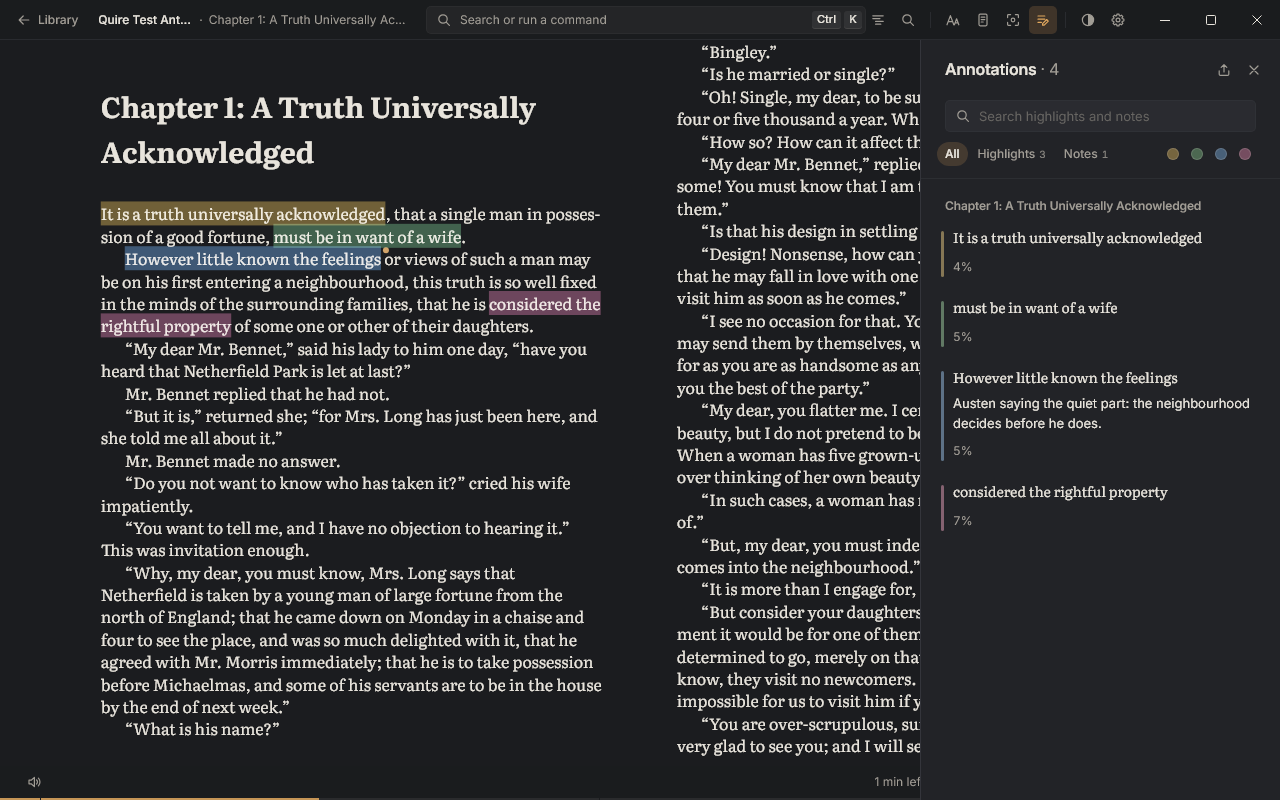 Library
Quire Test Ant... · Chapter 1: A Truth Universally Ac...
Search or run a command
Ctrl K
AA
Chapter 1: A Truth Universally
Acknowledged
It is a truth universally acknowledged, that a single man in posses-
sion of a good fortune, must be in want of a wife.
However little known the feelings or views of such a man may
be on his first entering a neighbourhood, this truth is so well fixed
in the minds of the surrounding families, that he is considered the
rightful property of some one or other of their daughters.
“My dear Mr. Bennet,” said his lady to him one day, “have you
heard that Netherfield Park is let at last?”
Mr. Bennet replied that he had not.
“But it is,” returned she; “for Mrs. Long has just been here, and
she told me all about it.”
Mr. Bennet made no answer.
“Do you not want to know who has taken it?” cried his wife
impatiently.
“You want to tell me, and I have no objection to hearing it.”
This was invitation enough.
“Why, my dear, you must know, Mrs. Long says that
Netherfield is taken by a young man of large fortune from the
north of England; that he came down on Monday in a chaise and
four to see the place, and was so much delighted with it, that he
agreed with Mr. Morris immediately; that he is to take possession
before Michaelmas, and some of his servants are to be in the house
by the end of next week.”
“What is his name?”
“Bingley.”
“Is he married or single?”
“Oh! Single, my dear, to be su
four or five thousand a year. Wh
“How so? How can it affect th
“My dear Mr. Bennet,” replied
some! You must know that I am t
them.”
“Is that his design in settling
“Design! Nonsense, how can
that he may fall in love with one
visit him as soon as he comes.”
“I see no occasion for that. Yo
may send them by themselves, w
for as you are as handsome as an
you the best of the party.”
“My dear, you flatter me. I cer
beauty, but I do not pretend to be
When a woman has five grown-u
over thinking of her own beauty
“In such cases, a woman has
of.”
“But, my dear, you must inde
comes into the neighbourhood.”
“It is more than I engage for,
“But consider your daughters
ment it would be for one of them
determined to go, merely on that
know, they visit no newcomers.
impossible for us to visit him if y
“You are over-scrupulous, su
very glad to see you; and I will se
1 min lef
Annotations · 4
Search highlights and notes
All Highlights 3 Notes 1
Chapter 1: A Truth Universally Acknowledged
It is a truth universally acknowledged
4%
must be in want of a wife
5%
However little known the feelings
Austen saying the quiet part: the neighbourhood
decides before he does.
5%
considered the rightful property
7%